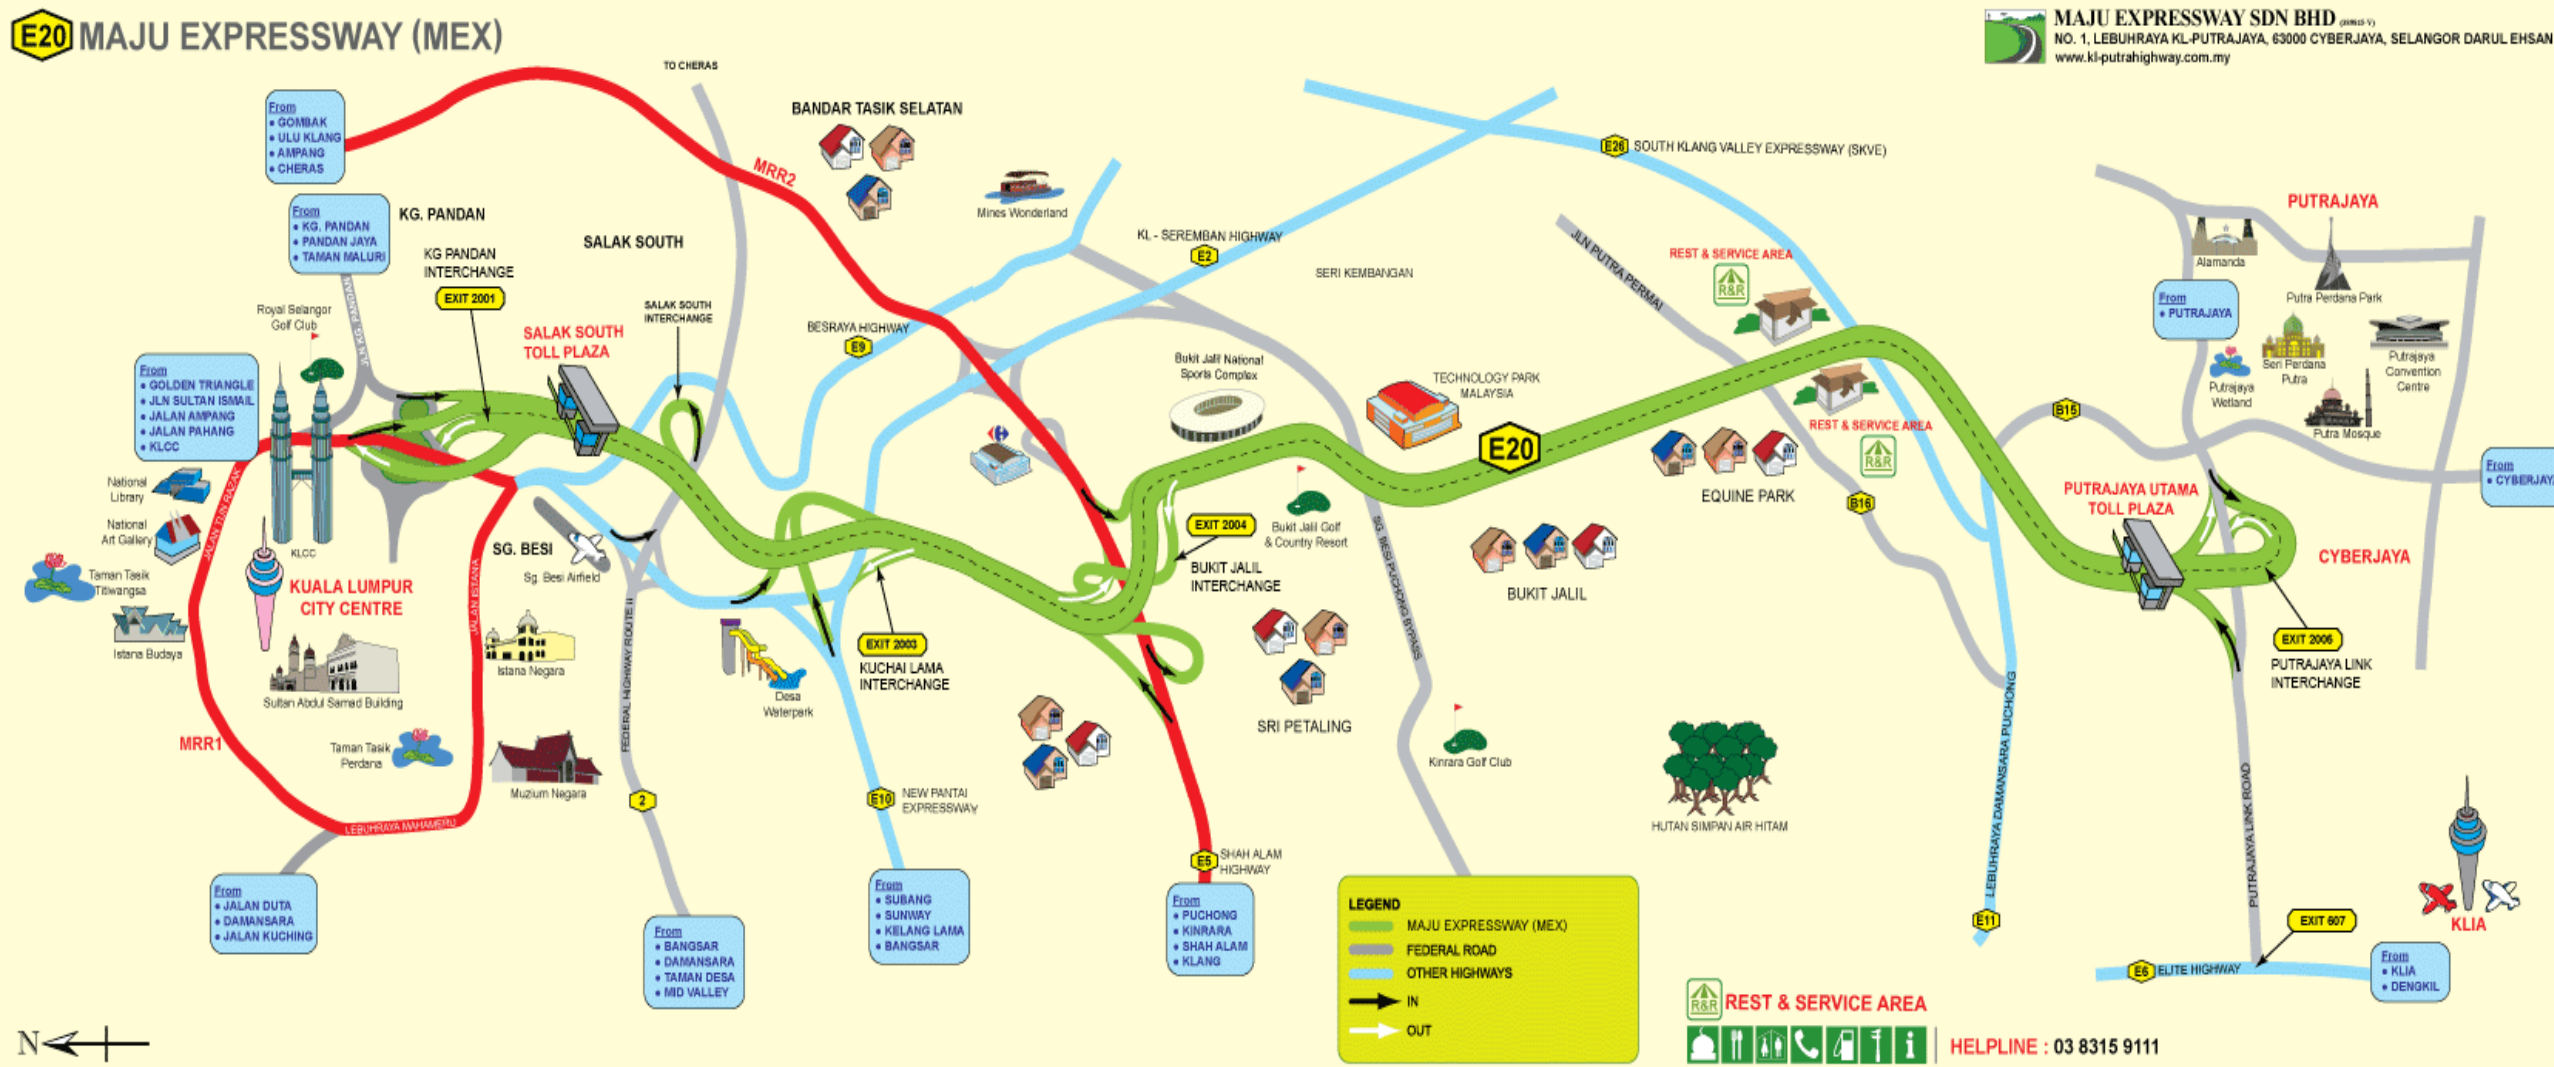 E20 MAJU EXPRESSWAY (MEX)
MAJU EXPRESSWAY SDN BHD
NO. 1, LEBUHRAYA KL-PUTRAJAYA, 63000 CYBERJAYA, SELANGOR DARUL EHSAN
www.kl-putrahighway.com.my
TO CHERAS
From
• GOMBAK
• ULU KLANG
• AMPANG
• CHERAS
BANDAR TASIK SELATAN
MRR2
E26 SOUTH KLANG VALLEY EXPRESSWAY (SKVE)
Mines Wonderland
From
• KG. PANDAN
• PANDAN JAYA
• TAMAN MALURI
KG. PANDAN
KG PANDAN
INTERCHANGE
EXIT 2001
JLN KG. PANDAN
SALAK SOUTH
SALAK SOUTH
INTERCHANGE
SALAK SOUTH
TOLL PLAZA
KL - SEREMBAN HIGHWAY
E2
SERI KEMBANGAN
JLN PUTRA PERMAI
REST & SERVICE AREA
R&R
PUTRAJAYA
Alamanda
Putra Perdana Park
From
• PUTRAJAYA
Royal Selangor
Golf Club
BESRAYA HIGHWAY
E9
Bukit Jalil National
Sports Complex
TECHNOLOGY PARK
MALAYSIA
Seri Perdana
Putra
Putrajaya
Convention
Centre
Putrajaya
Wetland
Putra Mosque
From
• GOLDEN TRIANGLE
• JLN SULTAN ISMAIL
• JALAN AMPANG
• JALAN PAHANG
• KLCC
E20
REST & SERVICE AREA
R&R
B15
National
Library
National
Art Gallery
JALAN TUN RAZAK
KLCC
EQUINE PARK
B16
PUTRAJAYA UTAMA
TOLL PLAZA
From
• CYBERJAYA
SG. BESI
Sg. Besi Airfield
EXIT 2004
BUKIT JALIL
INTERCHANGE
Bukit Jalil Golf
& Country Resort
SG. BESI PUCHONG BYPASS
BUKIT JALIL
CYBERJAYA
Taman Tasik
Titiwangsa
KUALA LUMPUR
CITY CENTRE
JALAN ISTANA
Istana Budaya
Istana Negara
Sultan Abdul Samad Building
FEDERAL HIGHWAY ROUTE II
Desa
Waterpark
EXIT 2003
KUCHAI LAMA
INTERCHANGE
EXIT 2005
PUTRAJAYA LINK
INTERCHANGE
SRI PETALING
MRR1
Taman Tasik
Perdana
Muzium Negara
Kinrara Golf Club
HUTAN SIMPAN AIR HITAM
LEBUHRAYA DAMANSARA PUCHONG
PUTRAJAYA LINK ROAD
LEBUHRAYA MAHAMERU
2
E10 NEW PANTAI
EXPRESSWAY
E5 SHAH ALAM
HIGHWAY
From
• JALAN DUTA
• DAMANSARA
• JALAN KUCHING
From
• BANGSAR
• DAMANSARA
• TAMAN DESA
• MID VALLEY
From
• SUBANG
• SUNWAY
• KELANG LAMA
• BANGSAR
From
• PUCHONG
• KINRARA
• SHAH ALAM
• KLANG
LEGEND
MAJU EXPRESSWAY (MEX)
FEDERAL ROAD
OTHER HIGHWAYS
IN
OUT
E11
EXIT 607
KLIA
E6 ELITE HIGHWAY
From
• KLIA
• DENGKIL
R&R REST & SERVICE AREA
HELPLINE : 03 8315 9111
N